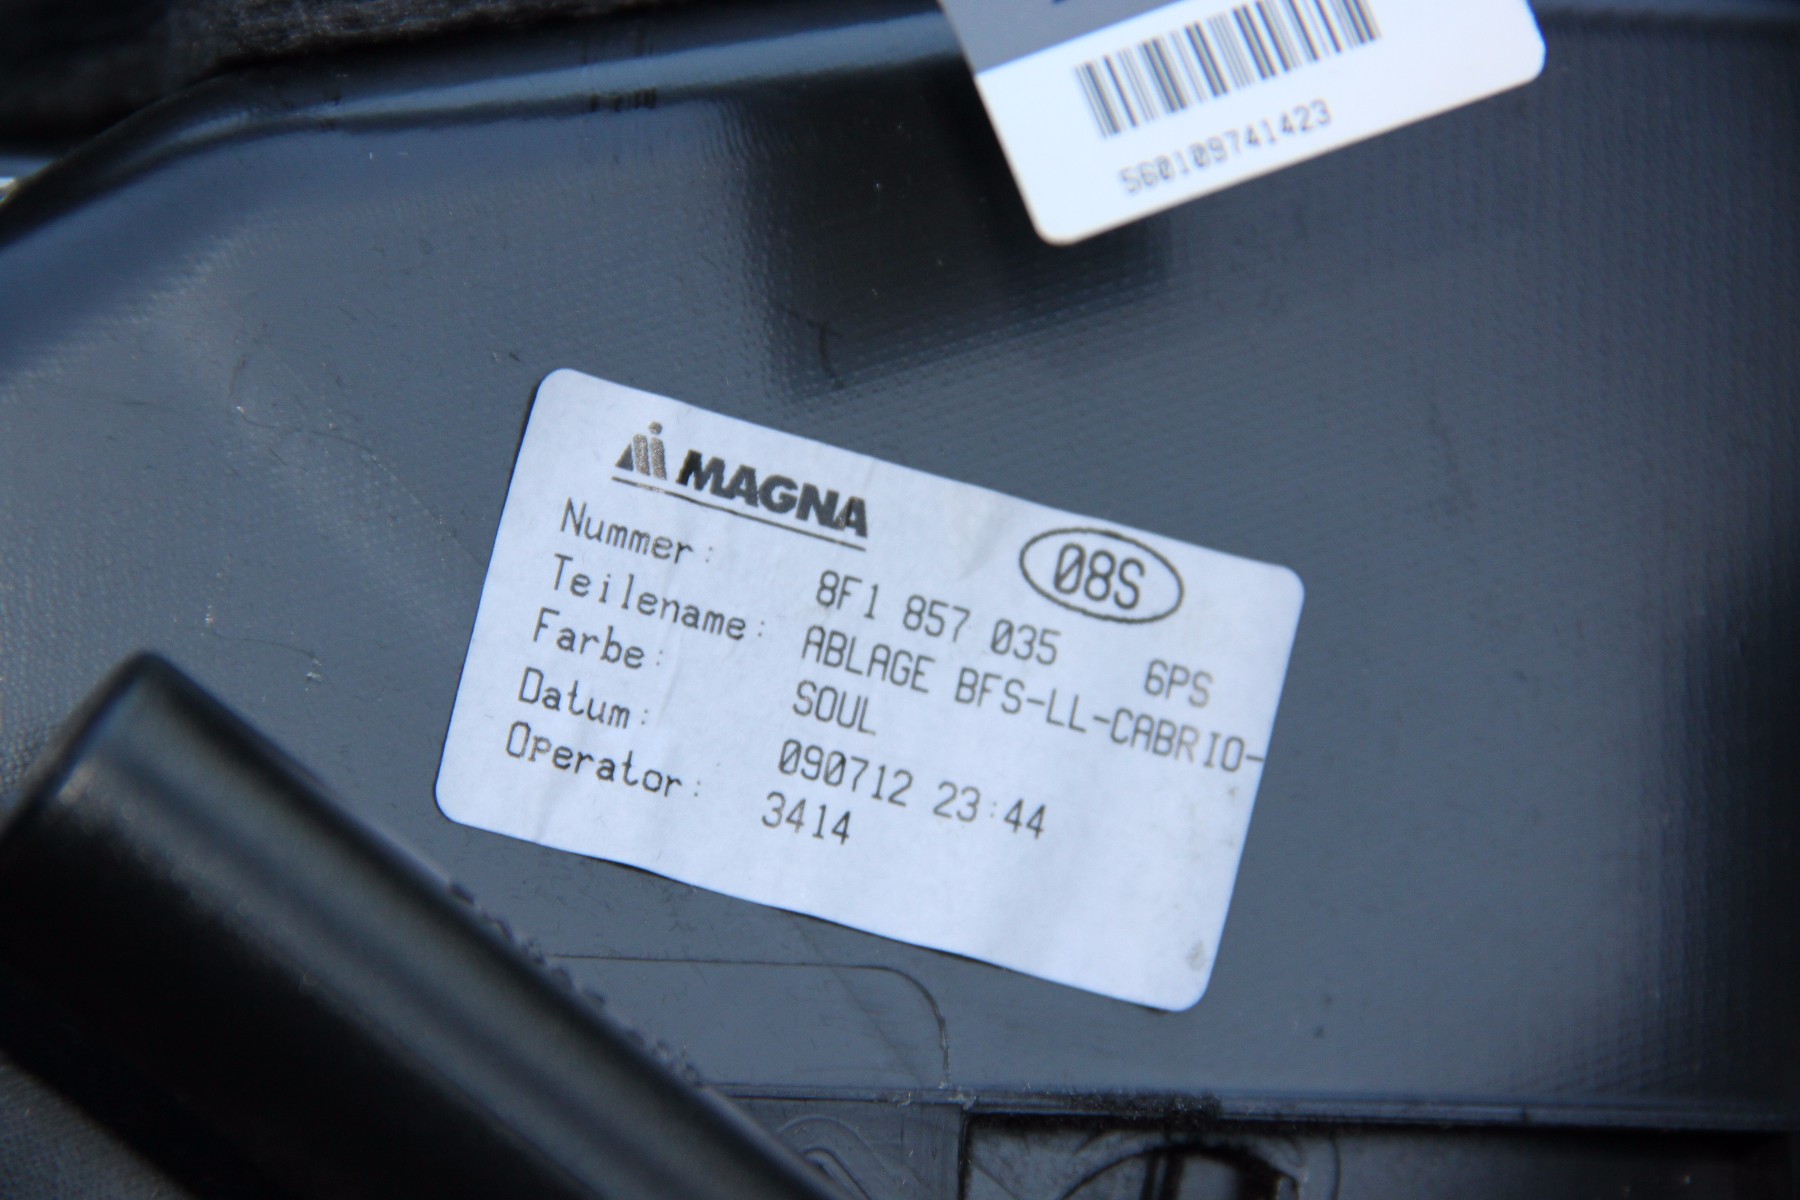 560109741423
MAGNA
08S
Nummer: 8F1 857 035 6PS
Teilename: ABLAGE BFS-LL-CABRIO-
Farbe: SOUL
Datum: 090712 23:44
Operator: 3414